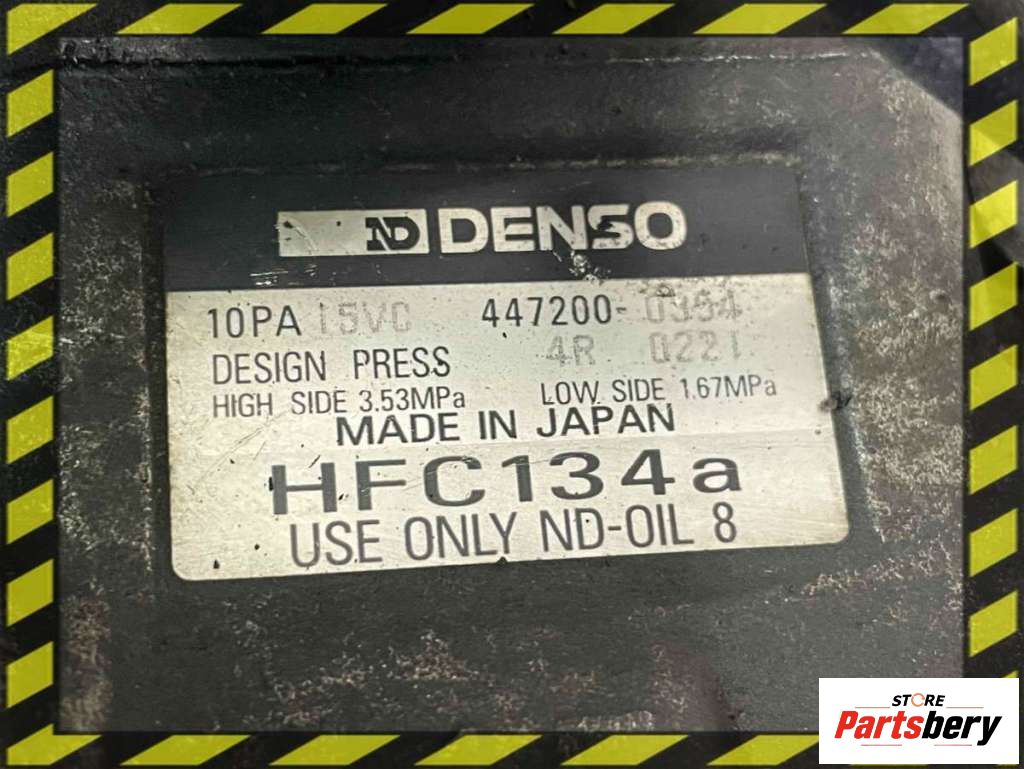 ND DENSO
10PA 15VC 447200-0354
4R 0221
DESIGN PRESS
HIGH SIDE 3.53MPa LOW SIDE 1.67MPa
MADE IN JAPAN
HFC134a
USE ONLY ND-OIL 8
STORE
Partsbery